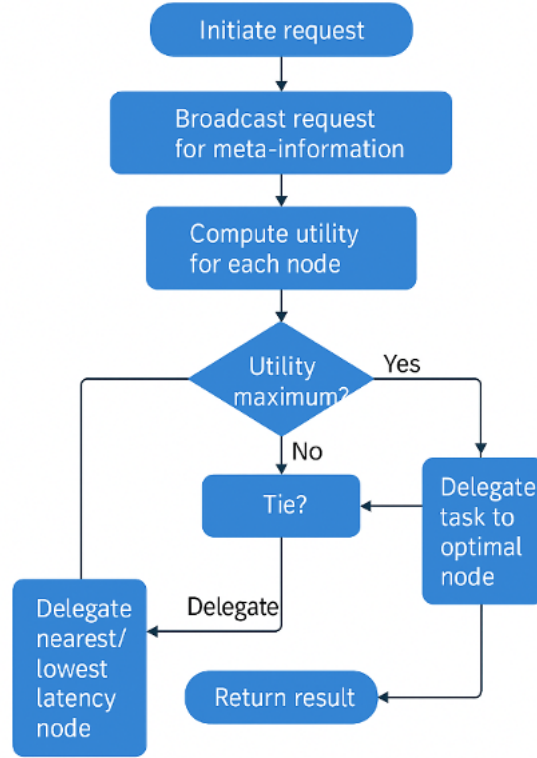 Initiate request
Broadcast request
for meta-information
Compute utility
for each node
Utility
maximum?
Yes
No
Tie?
Delegate
task to
optimal
node
Delegate
Delegate
nearest/
lowest
latency
node
Return result